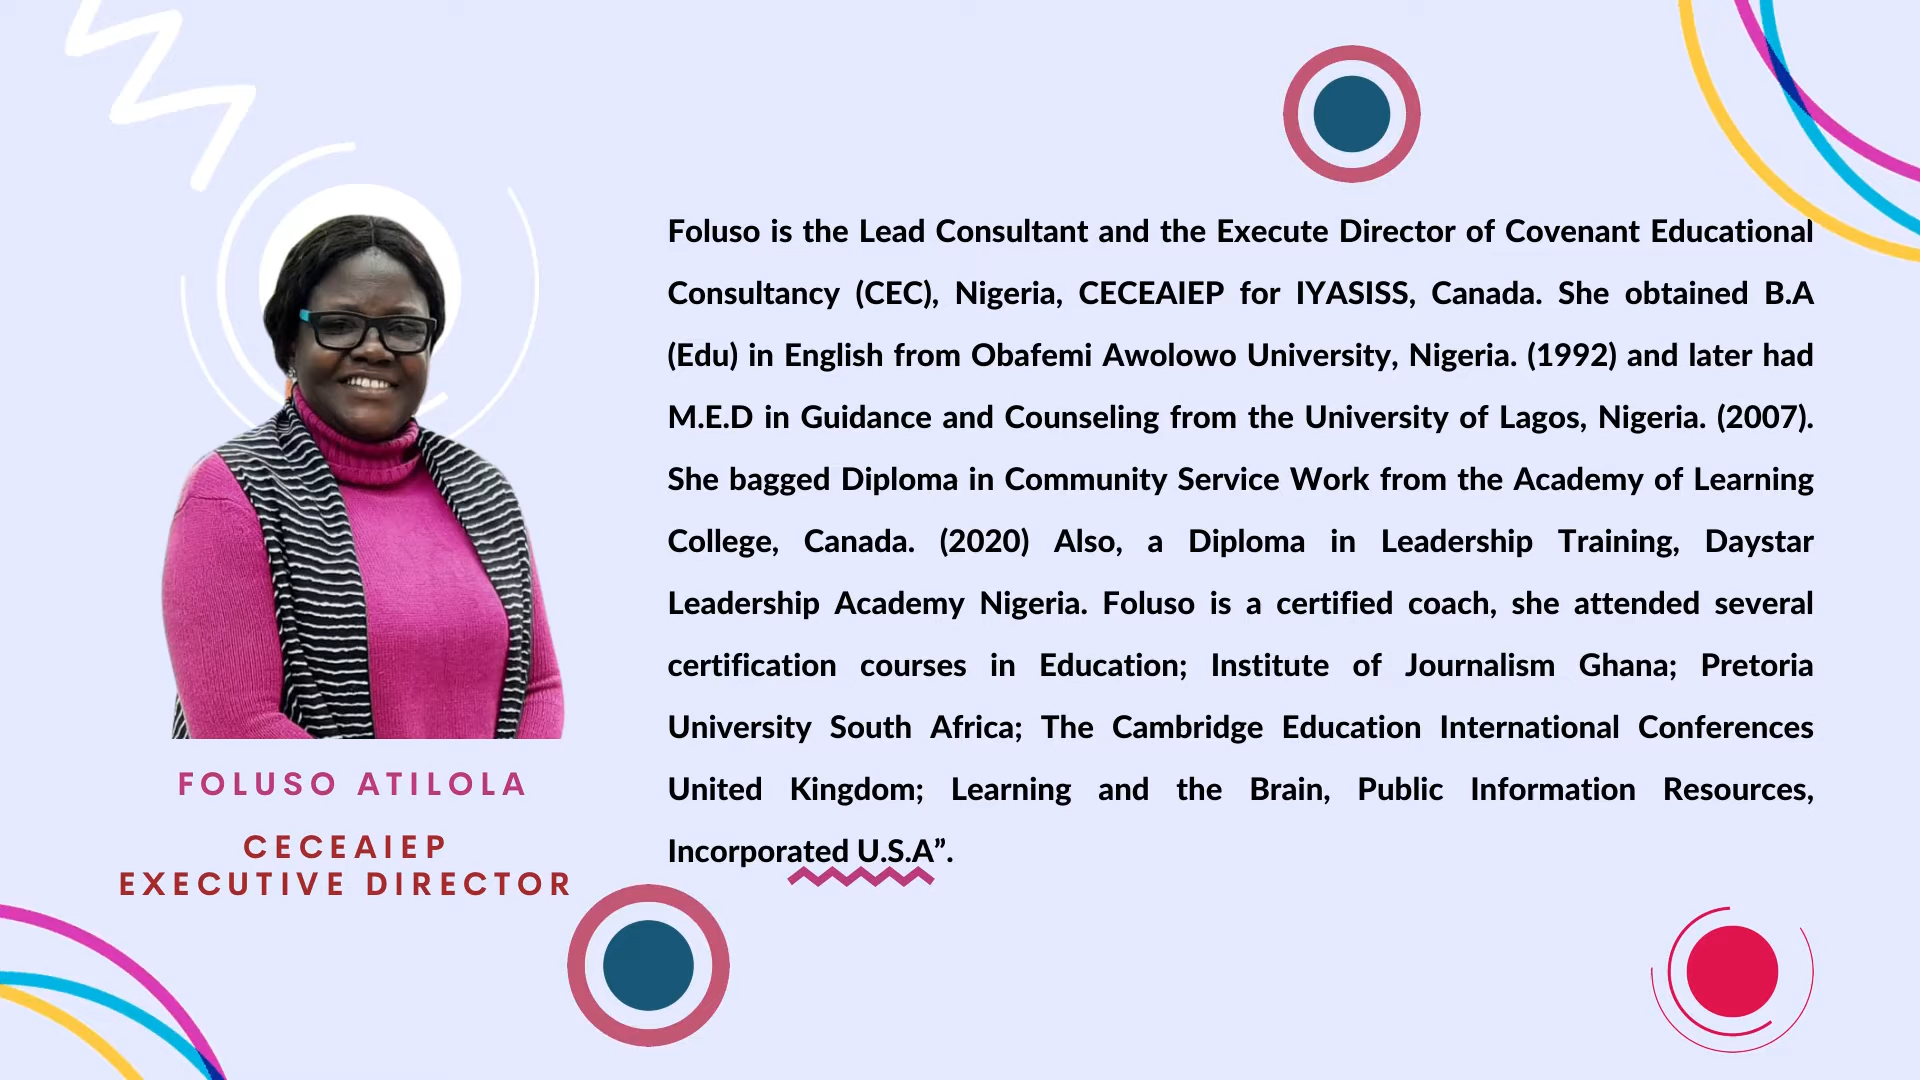 Foluso is the Lead Consultant and the Execute Director of Covenant Educational
Consultancy (CEC), Nigeria, CECEAIEP for IYASISS, Canada. She obtained B.A
(Edu) in English from Obafemi Awolowo University, Nigeria. (1992) and later had
M.E.D in Guidance and Counseling from the University of Lagos, Nigeria. (2007).
She bagged Diploma in Community Service Work from the Academy of Learning
College, Canada. (2020) Also, a Diploma in Leadership Training, Daystar
Leadership Academy Nigeria. Foluso is a certified coach, she attended several
certification courses in Education; Institute of Journalism Ghana; Pretoria
University South Africa; The Cambridge Education International Conferences
United Kingdom; Learning and the Brain, Public Information Resources,
Incorporated U.S.A”.
FOLUSO ATILOLA
CECEAIEP
EXECUTIVE DIRECTOR